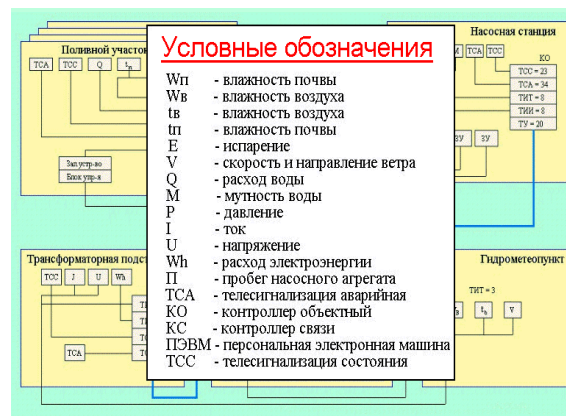 Насосная станция
Поливной участок
ТСА ТСС Q tп
ТСА ТСС
КО
ТСС = 23
ТСА = 34
ТИТ = 8
ТИИ = 8
ТУ = 20
ЗУ ЗУ
Зап.устр-во
Блок упр-я
Условные обозначения
Wп - влажность почвы
Wв - влажность воздуха
tв - влажность воздуха
tп - влажность почвы
E - испарение
V - скорость и направление ветра
Q - расход воды
M - мутность воды
P - давление
I - ток
U - напряжение
Wh - расход электроэнергии
П - пробег насосного агрегата
ТСА - телесигнализация аварийная
КО - контроллер объектный
КС - контроллер связи
ПЭВМ - персональная электронная машина
ТСС - телесигнализация состояния
Трансформаторная
ТСС J U Wh
ТСА
Гидрометеопункт
ТИТ = 3
V